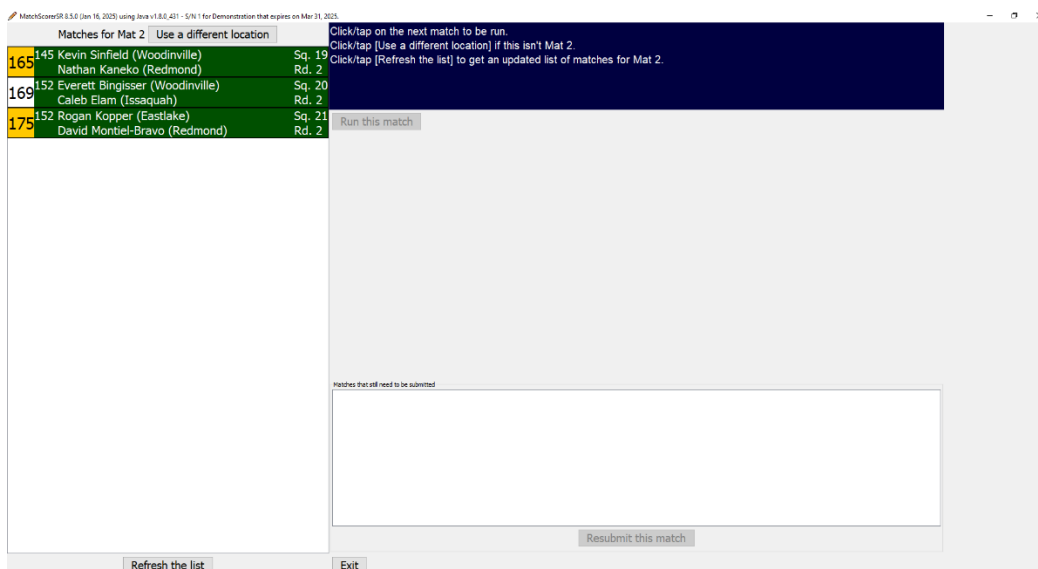 MatchScorerSR 8.5.0 (Jan 16, 2025) using Java v1.8.0_431 - S/N 1 for Demonstration that expires on Mar 31, 2025.
Matches for Mat 2 Use a different location
165 145 Kevin Sinfield (Woodinville) Sq. 19
Nathan Kaneko (Redmond) Rd. 2
169 152 Everett Bingisser (Woodinville) Sq. 20
Caleb Elam (Issaquah) Rd. 2
175 152 Rogan Kopper (Eastlake) Sq. 21
David Montiel-Bravo (Redmond) Rd. 2
Click/tap on the next match to be run.
Click/tap [Use a different location] if this isn't Mat 2.
Click/tap [Refresh the list] to get an updated list of matches for Mat 2.
Run this match
Matches that still need to be submitted
Resubmit this match
Refresh the list
Exit